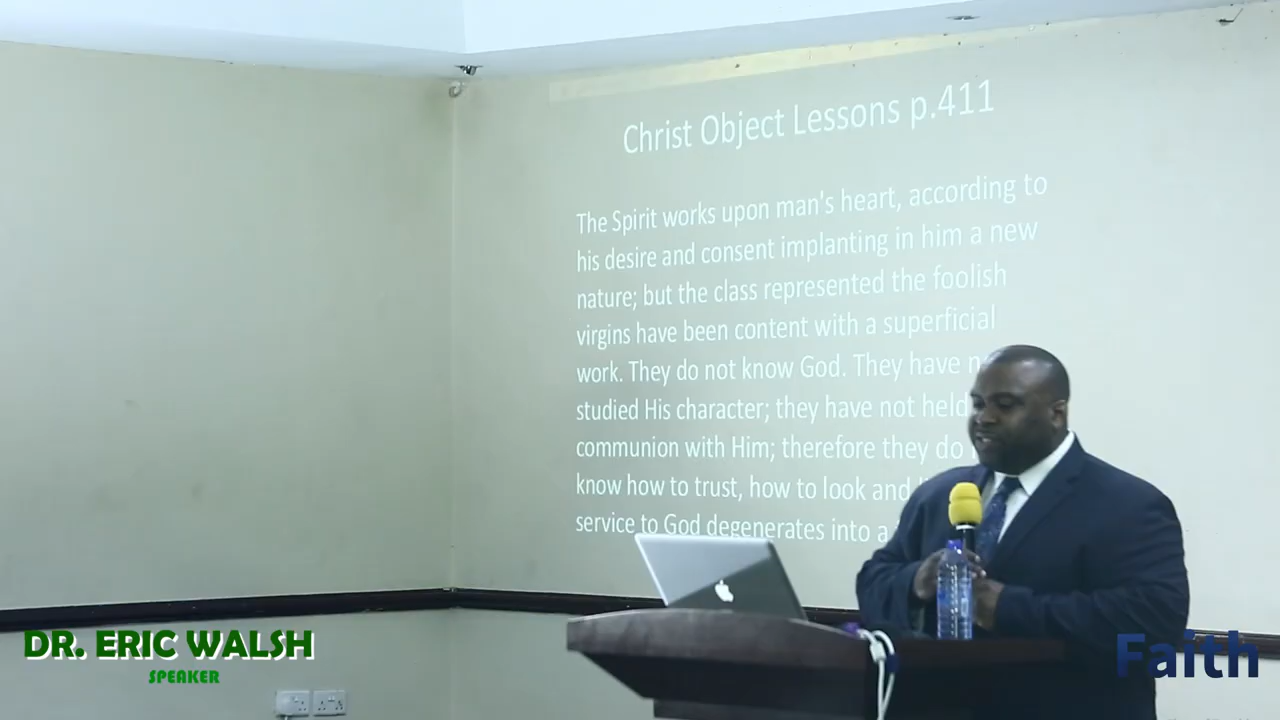 Christ Object Lessons p.411
The Spirit works upon man's heart, according to
his desire and consent implanting in him a new
nature; but the class represented the foolish
virgins have been content with a superficial
work. They do not know God. They have
studied His character; they have not held
communion with Him; therefore they do
know how to trust, how to look and
service to God degenerates into a
DR. ERIC WALSH
SPEAKER
Faith